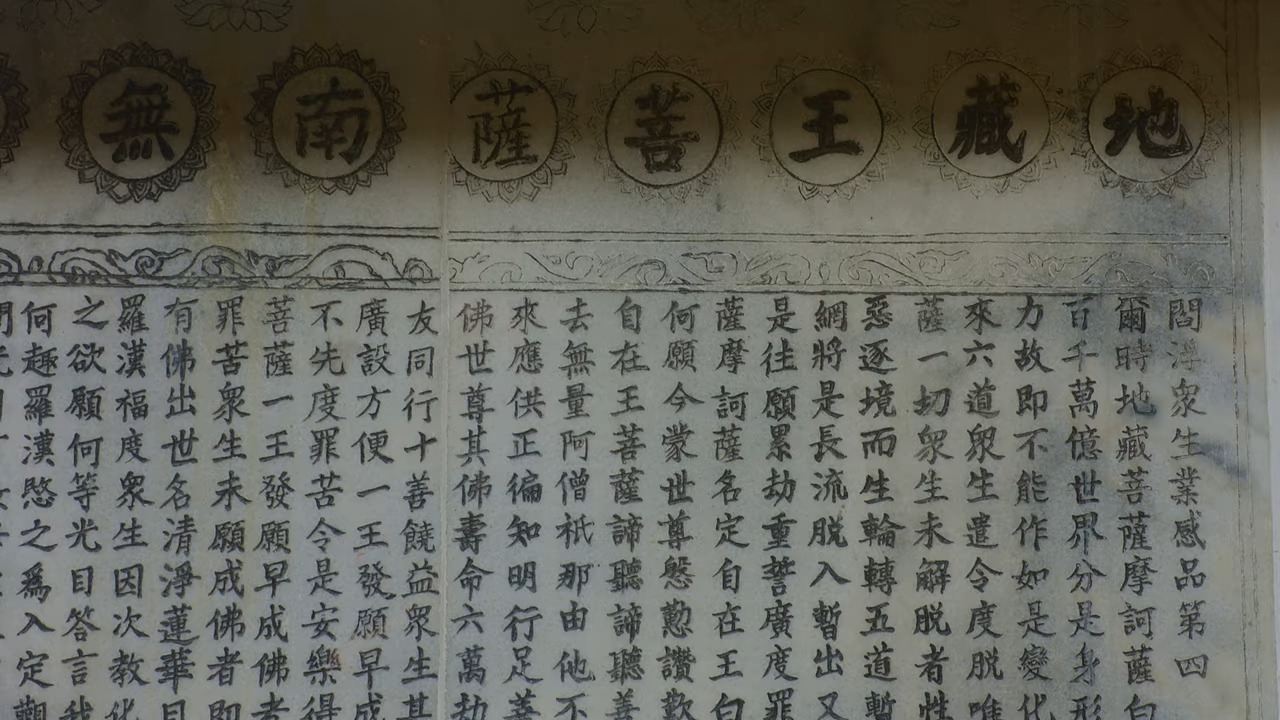 地藏王菩薩
南無
閻浮衆生業感品第四
爾時地藏菩薩摩訶薩白
百千萬億世界分是身形
力故即不能作如是變化
來六道衆生遣令度脫唯
薩一切衆生未解脫者性
惡逐境而生輪轉五道暫
網將是長流脫入暫出又
是往願累劫重誓廣度罪
薩摩訶薩名定自在王白
何願今蒙世尊慇懃讚歎
自在王菩薩諦聽諦聽善
去無量阿僧祇那由他不
來應供正徧知明行足善
佛世尊其佛壽命六萬劫
友同行十善饒益衆生其
廣設方便一王發願早成
不先度罪苦令是安樂得
菩薩一王發願早成佛者
罪苦衆生未願成佛者即
有佛出世名清淨蓮華目
羅漢福度衆生因次教化
之欲願何等光目答言我
何趣羅漢愍之爲入定觀